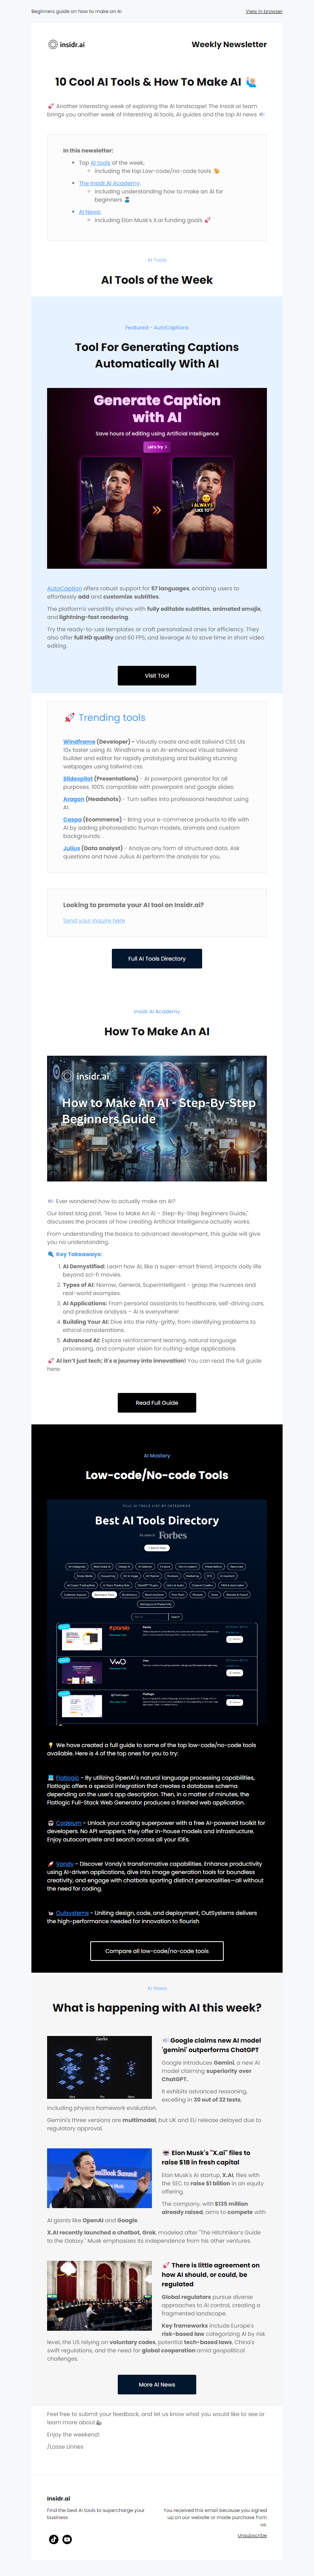 Beginners guide on how to make an AI
View in browser
insidr.ai
Weekly Newsletter
10 Cool AI Tools & How To Make AI 🙋🏼
🚀 Another interesting week of exploring the AI landscape! The Insidr.ai team
brings you another week of interesting AI tools, AI guides and the top AI news 📨
In this newsletter:
• Top AI tools of the week;
○ including the top Low-code/no-code tools
• The Insidr AI Academy;
○ including understanding how to make an AI for
beginners
• AI News;
○ including Elon Musk's X.ai funding goals 🚀
AI Tools
AI Tools of the Week
Featured - AutoCaptions
Tool For Generating Captions
Automatically With AI
Generate Caption
with AI
Save hours of editing using Artificial Intelligence
Let's Try >
I ALWAYS
LIKE TO
AutoCaption offers robust support for 57 languages, enabling users to
effortlessly add and customize subtitles.
The platform's versatility shines with fully editable subtitles, animated emojis,
and lightning-fast rendering.
Try the ready-to-use templates or craft personalized ones for efficiency. They
also offer full HD quality and 60 FPS, and leverage AI to save time in short video
editing.
Visit Tool
🚀 Trending tools
Windframe (Developer) – Visually create and edit tailwind CSS UIs
10x faster using AI. Windframe is an AI-enhanced Visual tailwind
builder and editor for rapidly prototyping and building stunning
webpages using tailwind css.
Slidespilot (Presentations) - AI powerpoint generator for all
purposes. 100% compatible with powerpoint and google slides.
Aragon (Headshots) - Turn selfies into professional headshot using
AI.
Caspa (Ecommerce) - Bring your e-commerce products to life with
AI by adding photorealistic human models, animals and custom
backgrounds.
Julius (Data analyst) - Analyze any form of structured data. Ask
questions and have Julius AI perform the analysis for you.
Looking to promote your AI tool on Insidr.ai?
Send your inquire here
Full AI Tools Directory
Insidr AI Academy
How To Make An AI
insidr.ai
How to Make An AI - Step-By-Step
Beginners Guide
📨 Ever wondered how to actually make an AI?
Our latest blog post, "How to Make An AI – Step-By-Step Beginners Guide,"
discusses the process of how creating Artificial Intelligence actually works.
From understanding the basics to advanced development, this guide will give
you na understanding.
🔍 Key Takeaways:
1. AI Demystified: Learn how AI, like a super-smart friend, impacts daily life
beyond sci-fi movies.
2. Types of AI: Narrow, General, Superintelligent - grasp the nuances and
real-world examples.
3. AI Applications: From personal assistants to healthcare, self-driving cars,
and predictive analysis – AI is everywhere!
4. Building Your AI: Dive into the nitty-gritty, from identifying problems to
ethical considerations.
5. Advanced AI: Explore reinforcement learning, natural language
processing, and computer vision for cutting-edge applications.
🚀 AI isn't just tech; it's a journey into innovation! You can read the full guide
here:
Read Full Guide
AI Mastery
Low-code/No-code Tools
FULL AI TOOLS LIST BY CATEGORIES
Best AI Tools Directory
As seen in Forbes
💡 We have created a full guide to some of the top low-code/no-code tools
available. Here is 4 of the top ones for you to try:
Flatlogic - By utilizing OpenAI's natural language processing capabilities,
Flatlogic offers a special integration that creates a database schema
depending on the user's app description. Then, in a matter of minutes, the
Flatlogic Full-Stack Web Generator produces a finished web application.
Codeium - Unlock your coding superpower with a free AI-powered toolkit for
developers. No API wrappers; they offer in-house models and infrastructure.
Enjoy autocomplete and search across all your IDEs.
🚀 Vondy - Discover Vondy's transformative capabilities. Enhance productivity
using AI-driven applications, dive into image generation tools for boundless
creativity, and engage with chatbots sporting distinct personalities—all without
the need for coding.
Outsystems - Uniting design, code, and deployment, OutSystems delivers
the high-performance needed for innovation to flourish
Compare all low-code/no-code tools
AI News
What is happening with AI this week?
Gemini
📨 Google claims new AI model
'gemini' outperforms ChatGPT
Google introduces Gemini, a new AI
model claiming superiority over
ChatGPT.
It exhibits advanced reasoning,
excelling in 30 out of 32 tests,
including physics homework evaluation.
Gemini's three versions are multimodal, but UK and EU release delayed due to
regulatory approval.
Elon Musk's "X.ai" files to
raise $1B in fresh capital
Elon Musk's AI startup, X.AI, files with
the SEC to raise $1 billion in an equity
offering.
The company, with $135 million
already raised, aims to compete with
AI giants like OpenAI and Google.
X.AI recently launched a chatbot, Grok, modeled after "The Hitchhiker's Guide
to the Galaxy." Musk emphasizes its independence from his other ventures.
🚀 There is little agreement on
how AI should, or could, be
regulated
Global regulators pursue diverse
approaches to AI control, creating a
fragmented landscape.
Key frameworks include Europe's
risk-based law categorizing AI by risk
level, the US relying on voluntary codes, potential tech-based laws, China's
swift regulations, and the need for global cooperation amid geopolitical
challenges.
More AI News
Feel free to submit your feedback, and let us know what you would like to see or
learn more about
Enjoy the weekend!
/Lasse Linnes
Insidr.ai
Find the best AI tools to supercharge your
business
You received this email because you signed
up on our website or made purchase from
us.
Unsubscribe